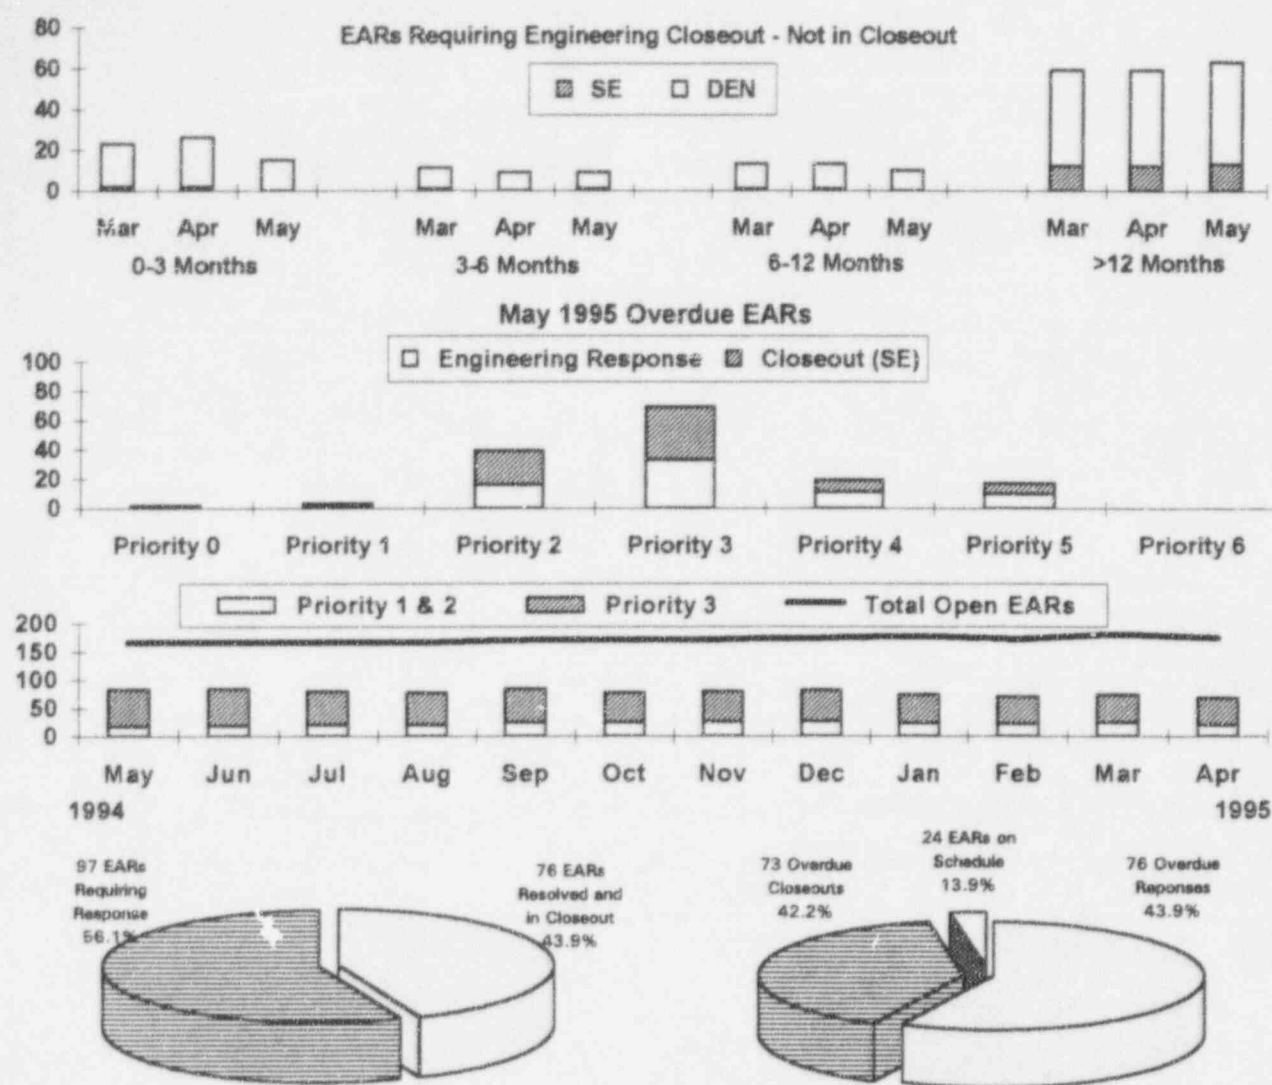 EARs Requiring Engineering Closeout - Not in Closeout
SE DEN
80
60
40
20
0
Mar Apr May Mar Apr May Mar Apr May Mar Apr May
0-3 Months 3-6 Months 6-12 Months >12 Months
May 1995 Overdue EARs
Engineering Response Closeout (SE)
100
80
60
40
20
0
Priority 0 Priority 1 Priority 2 Priority 3 Priority 4 Priority 5 Priority 6
Priority 1 & 2 Priority 3 Total Open EARs
200
150
100
50
0
May Jun Jul Aug Sep Oct Nov Dec Jan Feb Mar Apr
1994 1995
97 EARs
Requiring
Response
56.1%
76 EARs
Resolved and
in Closeout
43.9%
73 Overdue
Closeouts
42.2%
24 EARs on
Schedule
13.9%
76 Overdue
Reponses
43.9%